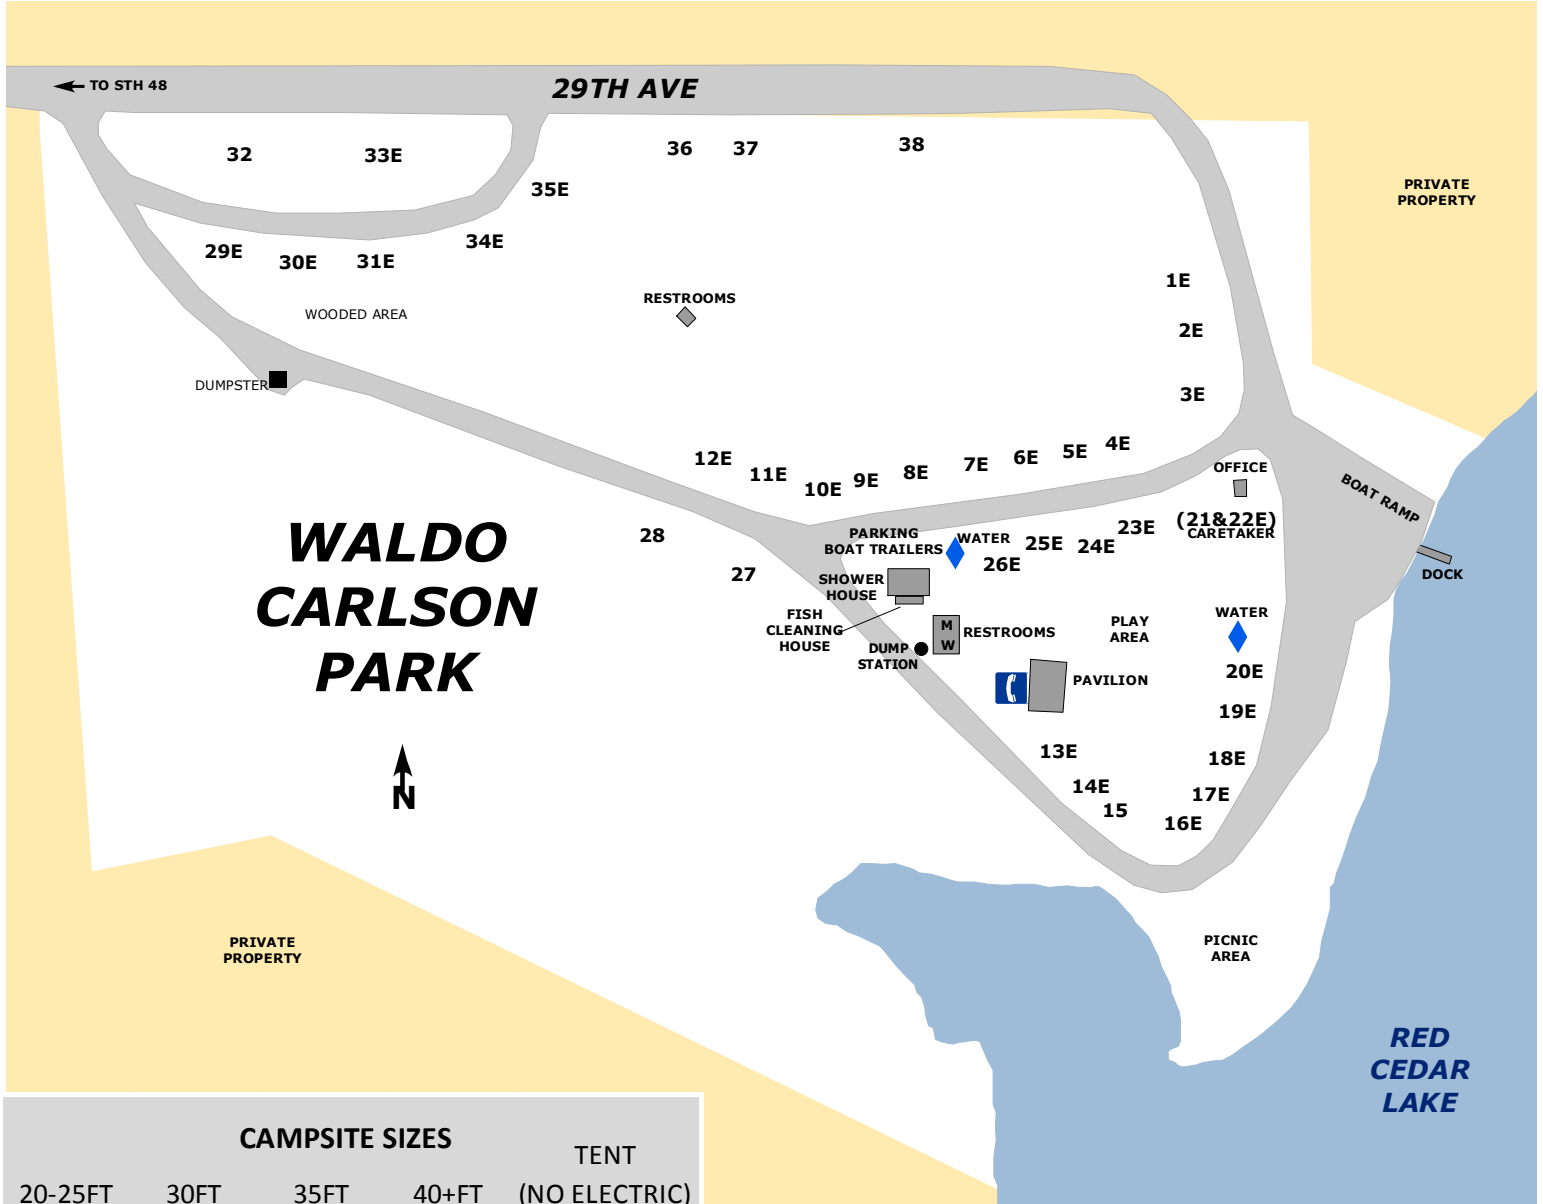 TO STH 48
29TH AVE
32
33E
36
37
38
35E
PRIVATE
PROPERTY
29E
30E
31E
34E
1E
RESTROOMS
WOODED AREA
2E
DUMPSTER
3E
12E
11E
10E
9E
8E
7E
6E
5E
4E
OFFICE
BOAT RAMP
(21&22E)
CARETAKER
WALDO
CARLSON
PARK
N
28
27
PARKING
BOAT TRAILERS
WATER
26E
25E
24E
23E
DOCK
SHOWER
HOUSE
FISH
CLEANING
HOUSE
M
W
RESTROOMS
DUMP
STATION
PLAY
AREA
WATER
20E
PAVILION
19E
13E
18E
14E
17E
15
16E
PRIVATE
PROPERTY
PICNIC
AREA
RED
CEDAR
LAKE
CAMPSITE SIZES
TENT
20-25FT 30FT 35FT 40+FT (NO ELECTRIC)